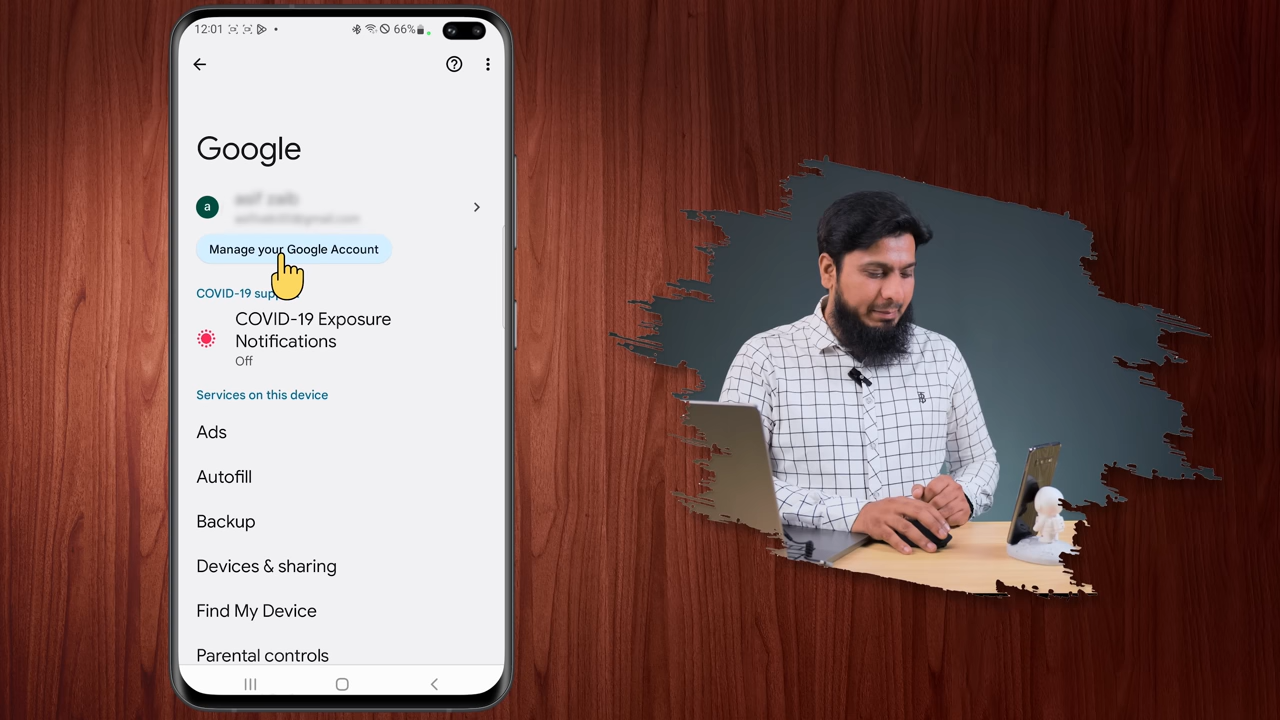 12:01
66%
Google
a
Manage your Google Account
COVID-19
COVID-19 Exposure
Notifications
Off
Services on this device
Ads
Autofill
Backup
Devices & sharing
Find My Device
Parental controls